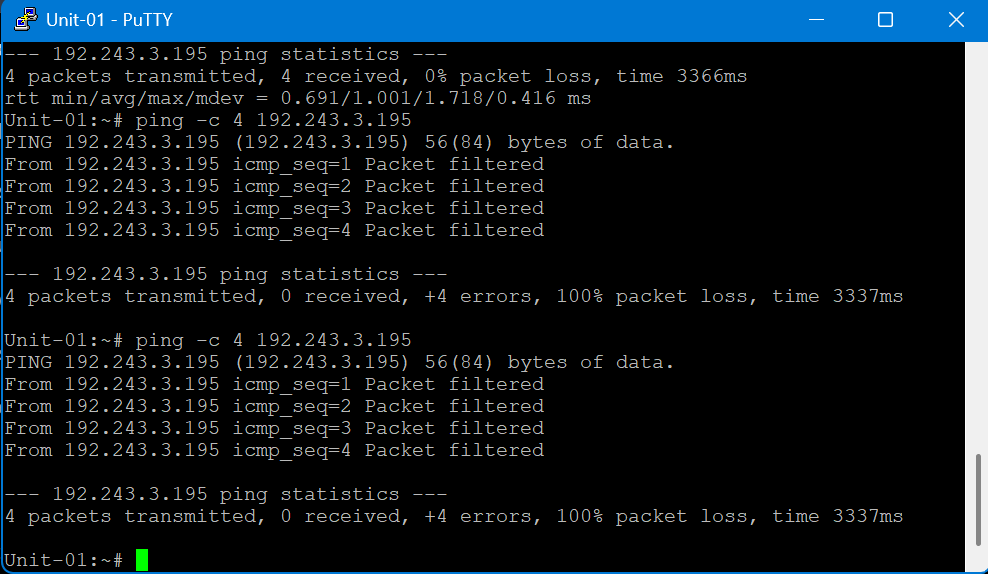 Unit-01 - PuTTY
--- 192.243.3.195 ping statistics ---
4 packets transmitted, 4 received, 0% packet loss, time 3366ms
rtt min/avg/max/mdev = 0.691/1.001/1.718/0.416 ms
Unit-01:~# ping -c 4 192.243.3.195
PING 192.243.3.195 (192.243.3.195) 56(84) bytes of data.
From 192.243.3.195 icmp_seq=1 Packet filtered
From 192.243.3.195 icmp_seq=2 Packet filtered
From 192.243.3.195 icmp_seq=3 Packet filtered
From 192.243.3.195 icmp_seq=4 Packet filtered

--- 192.243.3.195 ping statistics ---
4 packets transmitted, 0 received, +4 errors, 100% packet loss, time 3337ms

Unit-01:~# ping -c 4 192.243.3.195
PING 192.243.3.195 (192.243.3.195) 56(84) bytes of data.
From 192.243.3.195 icmp_seq=1 Packet filtered
From 192.243.3.195 icmp_seq=2 Packet filtered
From 192.243.3.195 icmp_seq=3 Packet filtered
From 192.243.3.195 icmp_seq=4 Packet filtered

--- 192.243.3.195 ping statistics ---
4 packets transmitted, 0 received, +4 errors, 100% packet loss, time 3337ms

Unit-01:~#